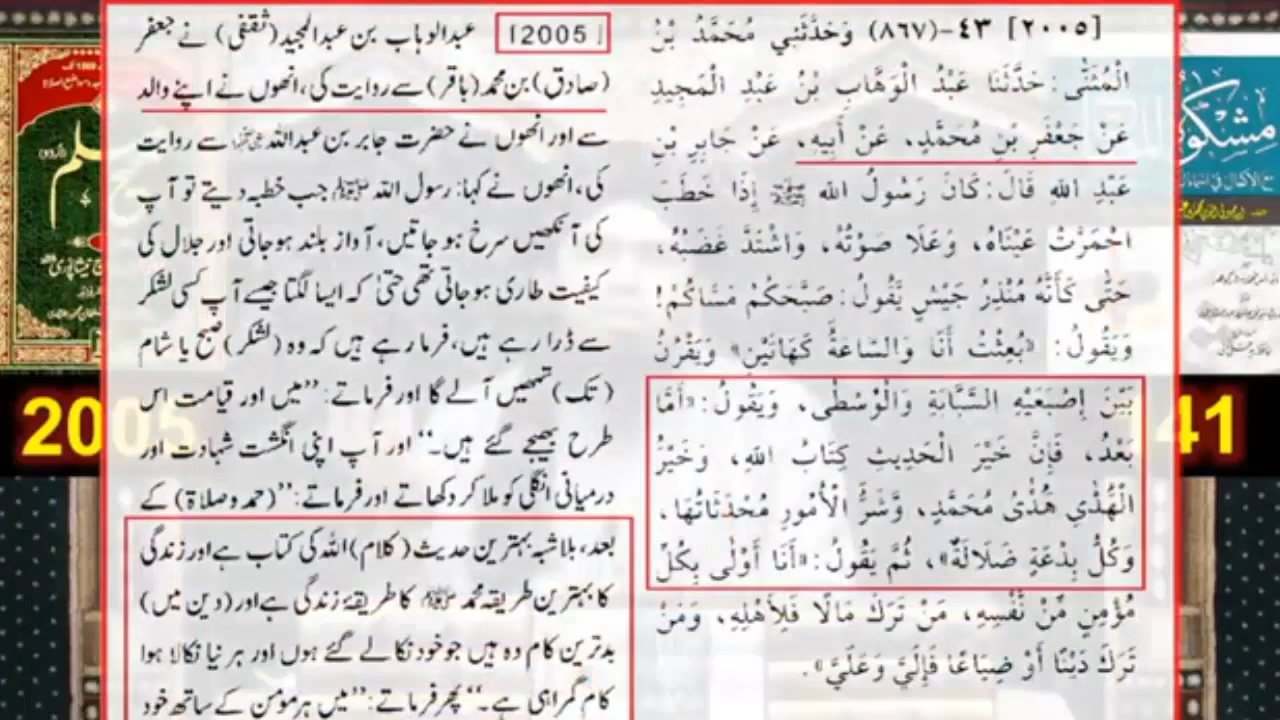 [٢٠٠٥] ٤٣-(٨٦٧) وَحَدَّثَنِي مُحَمَّدُ بْنُ
الْمُثَنَّى: حَدَّثَنَا عَبْدُ الْوَهَّابِ بْنُ عَبْدِ الْمَجِيدِ
عَنْ جَعْفَرِ بْنِ مُحَمَّدٍ، عَنْ أَبِيهِ، عَنْ جَابِرِ بْنِ
عَبْدِ اللهِ قَالَ: كَانَ رَسُولُ اللهِ ﷺ إِذَا خَطَبَ
احْمَرَّتْ عَيْنَاهُ، وَعَلَا صَوْتُهُ، وَاشْتَدَّ غَضَبُهُ،
حَتَّى كَأَنَّهُ مُنْذِرُ جَيْشٍ يَّقُولُ: صَبَّحَكُمْ مَسَّاكُمْ!
وَيَقُولُ: «بُعِثْتُ أَنَا وَالسَّاعَةُ كَهَاتَيْنِ» وَيَقْرُنُ
بَيْنَ إِصْبَعَيْهِ السَّبَّابَةِ وَالْوُسْطَى، وَيَقُولُ: «أَمَّا
بَعْدُ، فَإِنَّ خَيْرَ الْحَدِيثِ كِتَابُ اللهِ، وَخَيْرُ
الْهُدٰي هُدٰى مُحَمَّدٍ، وَشَرُّ الْأُمُورِ مُحْدَثَاتُهَا،
وَكُلُّ بِدْعَةٍ ضَلَالَةٌ»، ثُمَّ يَقُولُ: «أَنَا أَوْلٰى بِكُلِّ
مُؤْمِنٍ مِّنْ نَّفْسِهِ، مَنْ تَرَكَ مَالًا فَلِأَهْلِهِ، وَمَنْ
تَرَكَ دَيْنًا أَوْ ضِيَاعًا فَإِلَيَّ وَعَلَيَّ».
[2005] عبدالوہاب بن عبدالمجید (ثقفی) نے جعفر
(صادق) بن محمد (باقر) سے روایت کی، انھوں نے اپنے والد
سے اور انھوں نے حضرت جابر بن عبداللہ ؓ سے روایت
کی، انھوں نے کہا: رسول اللہ ﷺ جب خطبہ دیتے تو آپ
کی آنکھیں سرخ ہو جاتیں، آواز بلند ہو جاتی اور جلال کی
کیفیت طاری ہو جاتی تھی حتیٰ کہ ایسا لگتا جیسے آپ کسی لشکر
سے ڈرا رہے ہیں، فرما رہے ہیں کہ وہ (لشکر) صبح یا شام
(تک) تمھیں آلے گا اور فرماتے: ’’میں اور قیامت اس
طرح بھیجے گئے ہیں۔‘‘ اور آپ اپنی انگشت شہادت اور
درمیانی انگلی کو ملا کر دکھاتے اور فرماتے: ’’(حمد و صلاۃ) کے
بعد، بلاشبہ بہترین حدیث (کلام) اللہ کی کتاب ہے اور زندگی
کا بہترین طریقہ محمد ﷺ کا طریقۂ زندگی ہے اور (دین میں)
بدترین کام وہ ہیں جو خود نکالے گئے ہوں اور ہر نیا نکالا ہوا
کام گمراہی ہے۔‘‘ پھر فرماتے: ’’میں ہر مومن کے ساتھ خود
2005
141